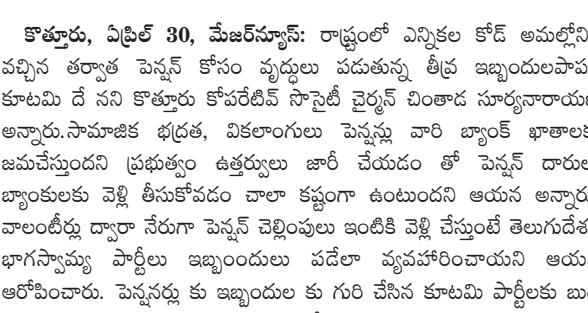 కొత్తూరు, ఏప్రిల్ 30, మేజర్‌న్యూస్: రాష్ట్రంలో ఎన్నికల కోడ్ అమల్లోని
వచ్చిన తర్వాత పెన్షన్ కోసం వృద్ధులు పడుతున్న తీవ్ర ఇబ్బందులపాప
కూటమి దే నని కొత్తూరు కోపరేటివ్ సొసైటీ చైర్మన్ చింతాడ సూర్యనారాయ
అన్నారు.సామాజిక భద్రత, వికలాంగులు పెన్షన్లు వారి బ్యాంక్ ఖాతాల
జమచేస్తుందని ప్రభుత్వం ఉత్తర్వులు జారీ చేయడం తో పెన్షన్ దారుల
బ్యాంకులకు వెళ్లి తీసుకోవడం చాలా కష్టంగా ఉంటుందని ఆయన అన్నారు
వాలంటీర్లు ద్వారా నేరుగా పెన్షన్ చెల్లింపులు ఇంటికి వెళ్లి చేస్తుంటే తెలుగుదేశ
భాగస్వామ్య పార్టీలు ఇబ్బంందులు పడేలా వ్యవహరించాయని ఆయ
ఆరోపించారు. పెన్షనర్లు కు ఇబ్బందుల కు గురి చేసిన కూటమి పార్టీలకు బు